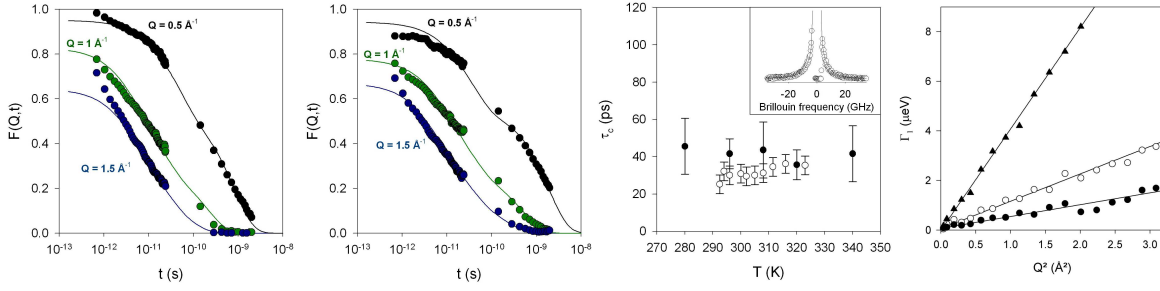 1.0
0.8
0.6
0.4
0.2
0.0
F(Q,t)
Q = 0.5 Å⁻¹
Q = 1 Å⁻¹
Q = 1.5 Å⁻¹
10⁻¹³ 10⁻¹² 10⁻¹¹ 10⁻¹⁰ 10⁻⁹ 10⁻⁸
t (s)
1.0
0.8
0.6
0.4
0.2
0.0
F(Q,t)
Q = 0.5 Å⁻¹
Q = 1 Å⁻¹
Q = 1.5 Å⁻¹
10⁻¹³ 10⁻¹² 10⁻¹¹ 10⁻¹⁰ 10⁻⁹ 10⁻⁸
t (s)
120
100
80
60
40
20
0
τc (ps)
-20 0 20
Brillouin frequency (GHz)
270 280 290 300 310 320 330 340 350
T (K)
8
6
4
2
0
Γ₁ (μeV)
0.0 0.5 1.0 1.5 2.0 2.5 3.0
Q² (Å²)